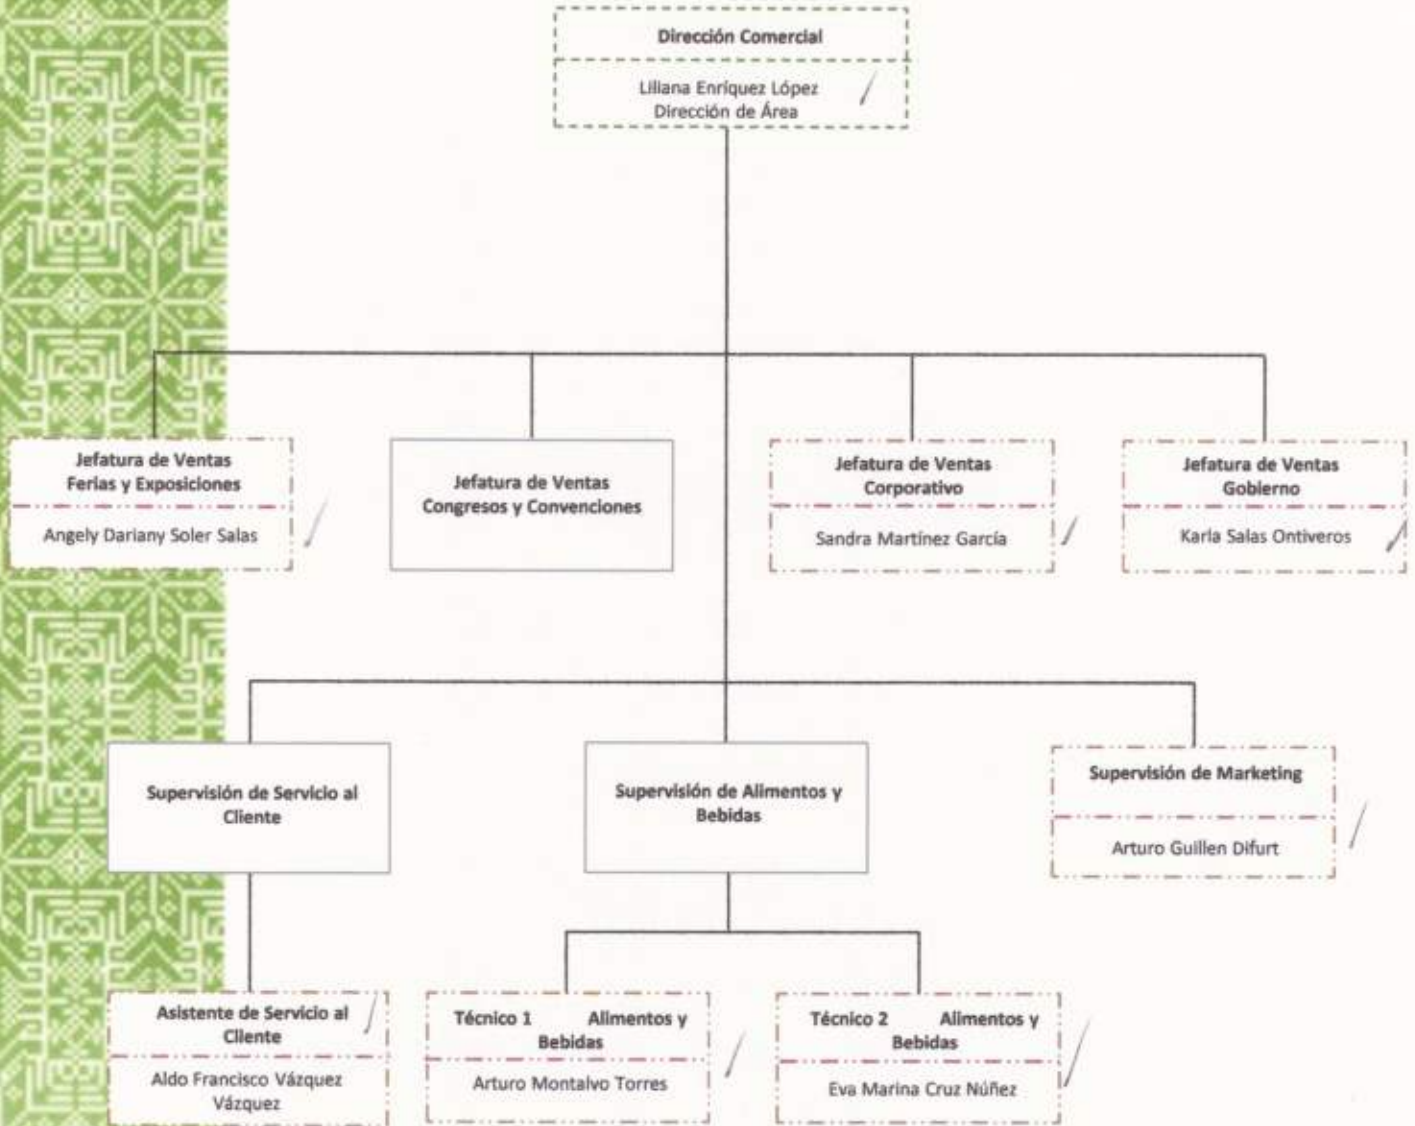 Dirección Comercial
Liliana Enríquez López
Dirección de Área
Jefatura de Ventas
Ferias y Exposiciones
Angely Dariany Soler Salas
Jefatura de Ventas
Congresos y Convenciones
Jefatura de Ventas
Corporativo
Sandra Martínez García
Jefatura de Ventas
Gobierno
Karla Salas Ontiveros
Supervisión de Servicio al
Cliente
Supervisión de Alimentos y
Bebidas
Supervisión de Marketing
Arturo Guillen Difurt
Asistente de Servicio al
Cliente
Aldo Francisco Vázquez
Vázquez
Técnico 1 Alimentos y
Bebidas
Arturo Montalvo Torres
Técnico 2 Alimentos y
Bebidas
Eva Marina Cruz Núñez